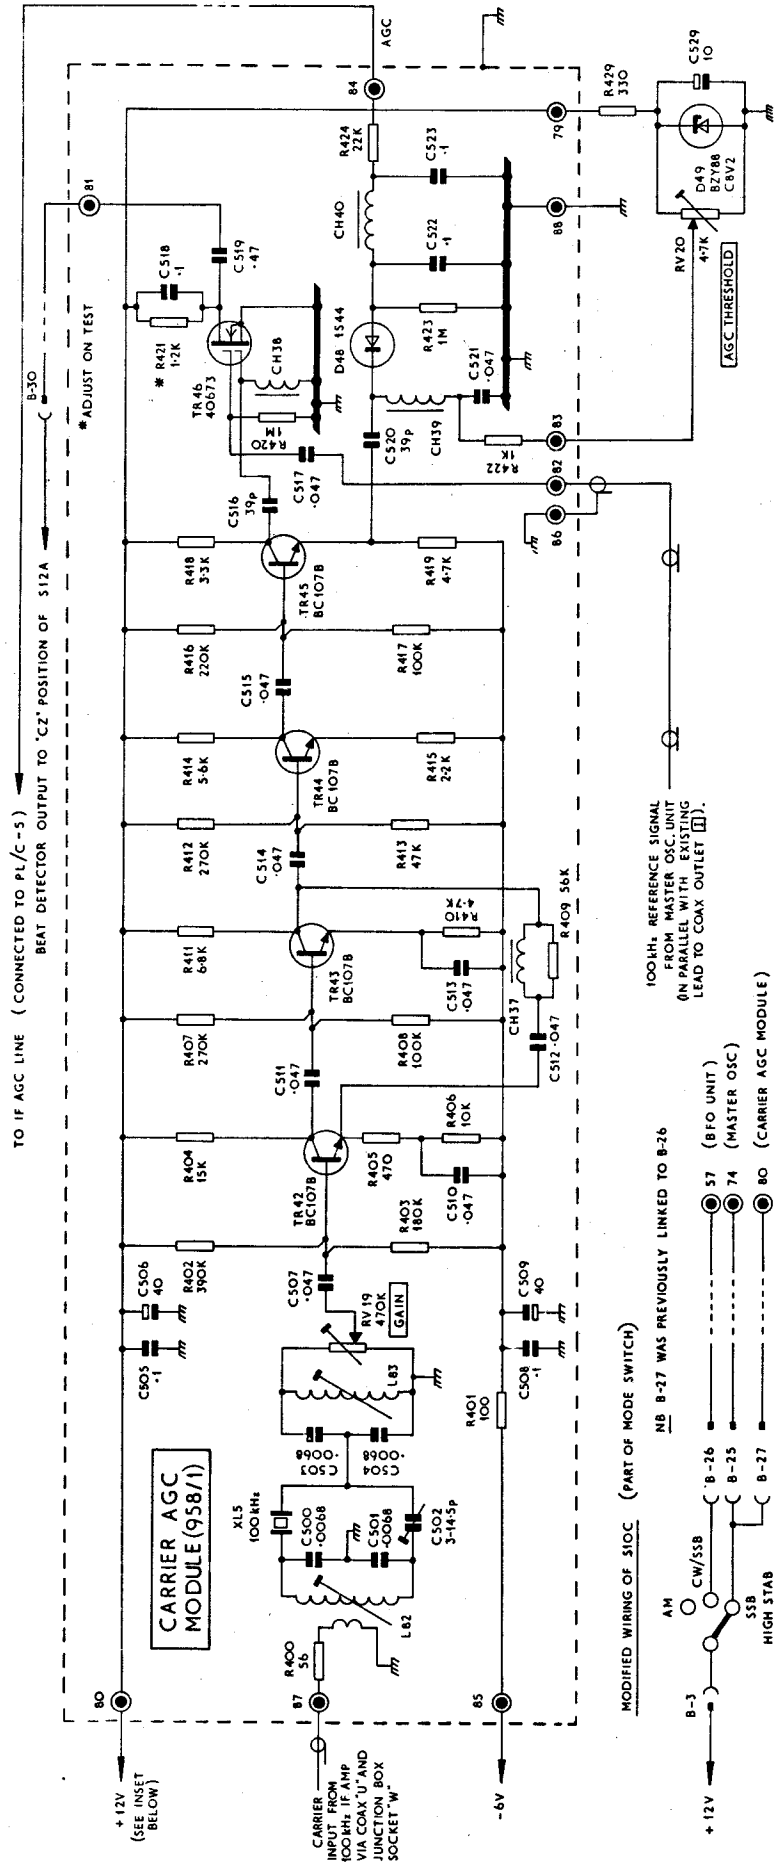 TO IF AGC LINE (CONNECTED TO PL/C-5)
BEAT DETECTOR OUTPUT TO "CZ" POSITION OF S12A
B-30
AGC
84
81
*ADJUST ON TEST
+12V
(SEE INSET
BELOW)
80
CARRIER AGC
MODULE (958/1)
C505
.1
C506
40
R402
390K
R404
15K
R407
270K
R411
6.8K
R412
270K
R414
5.6K
R416
220K
R418
3.3K
* R421
1.2K
C518
.1
C519
.47
R424
22K
79
R429
330
C529
10
CARRIER
INPUT FROM
100kHz IF AMP
VIA COAX "U" AND
JUNCTION BOX
SOCKET "W"
87
R400
56
L82
XL5
100kHz
C500
.0068
C501
.0068
C502
3-14.5p
C503
.0068
C504
.0068
L83
RV19
470K
GAIN
C507
.047
TR42
BC107B
C511
.047
TR43
BC107B
C514
.047
TR44
BC107B
C515
.047
TR45
BC107B
C516
39p
C517
.047
R420
1M
TR46
40673
CH38
D48 1S44
CH40
C523
.1
C522
.1
R423
1M
C521
.047
C520
39p
CH39
R422
1K
88
83
82
86
D49
BZY88
C8V2
RV20
4.7K
AGC THRESHOLD
-6V
85
R401
100
C508
.1
C509
40
R403
180K
R405
470
C510
.047
R406
10K
R408
100K
C513
.047
R410
4.7K
C512 .047
CH37
R409 56K
R413
47K
R415
2.2K
R417
100K
R419
4.7K
100kHz REFERENCE SIGNAL
FROM MASTER OSC. UNIT
(IN PARALLEL WITH EXISTING
LEAD TO COAX OUTLET I).
MODIFIED WIRING OF S10C (PART OF MODE SWITCH)
NB B-27 WAS PREVIOUSLY LINKED TO B-26
+12V
B-3
AM
CW/SSB
SSB
HIGH STAB
B-26
B-25
B-27
57 (BFO UNIT)
74 (MASTER OSC)
80 (CARRIER AGC MODULE)